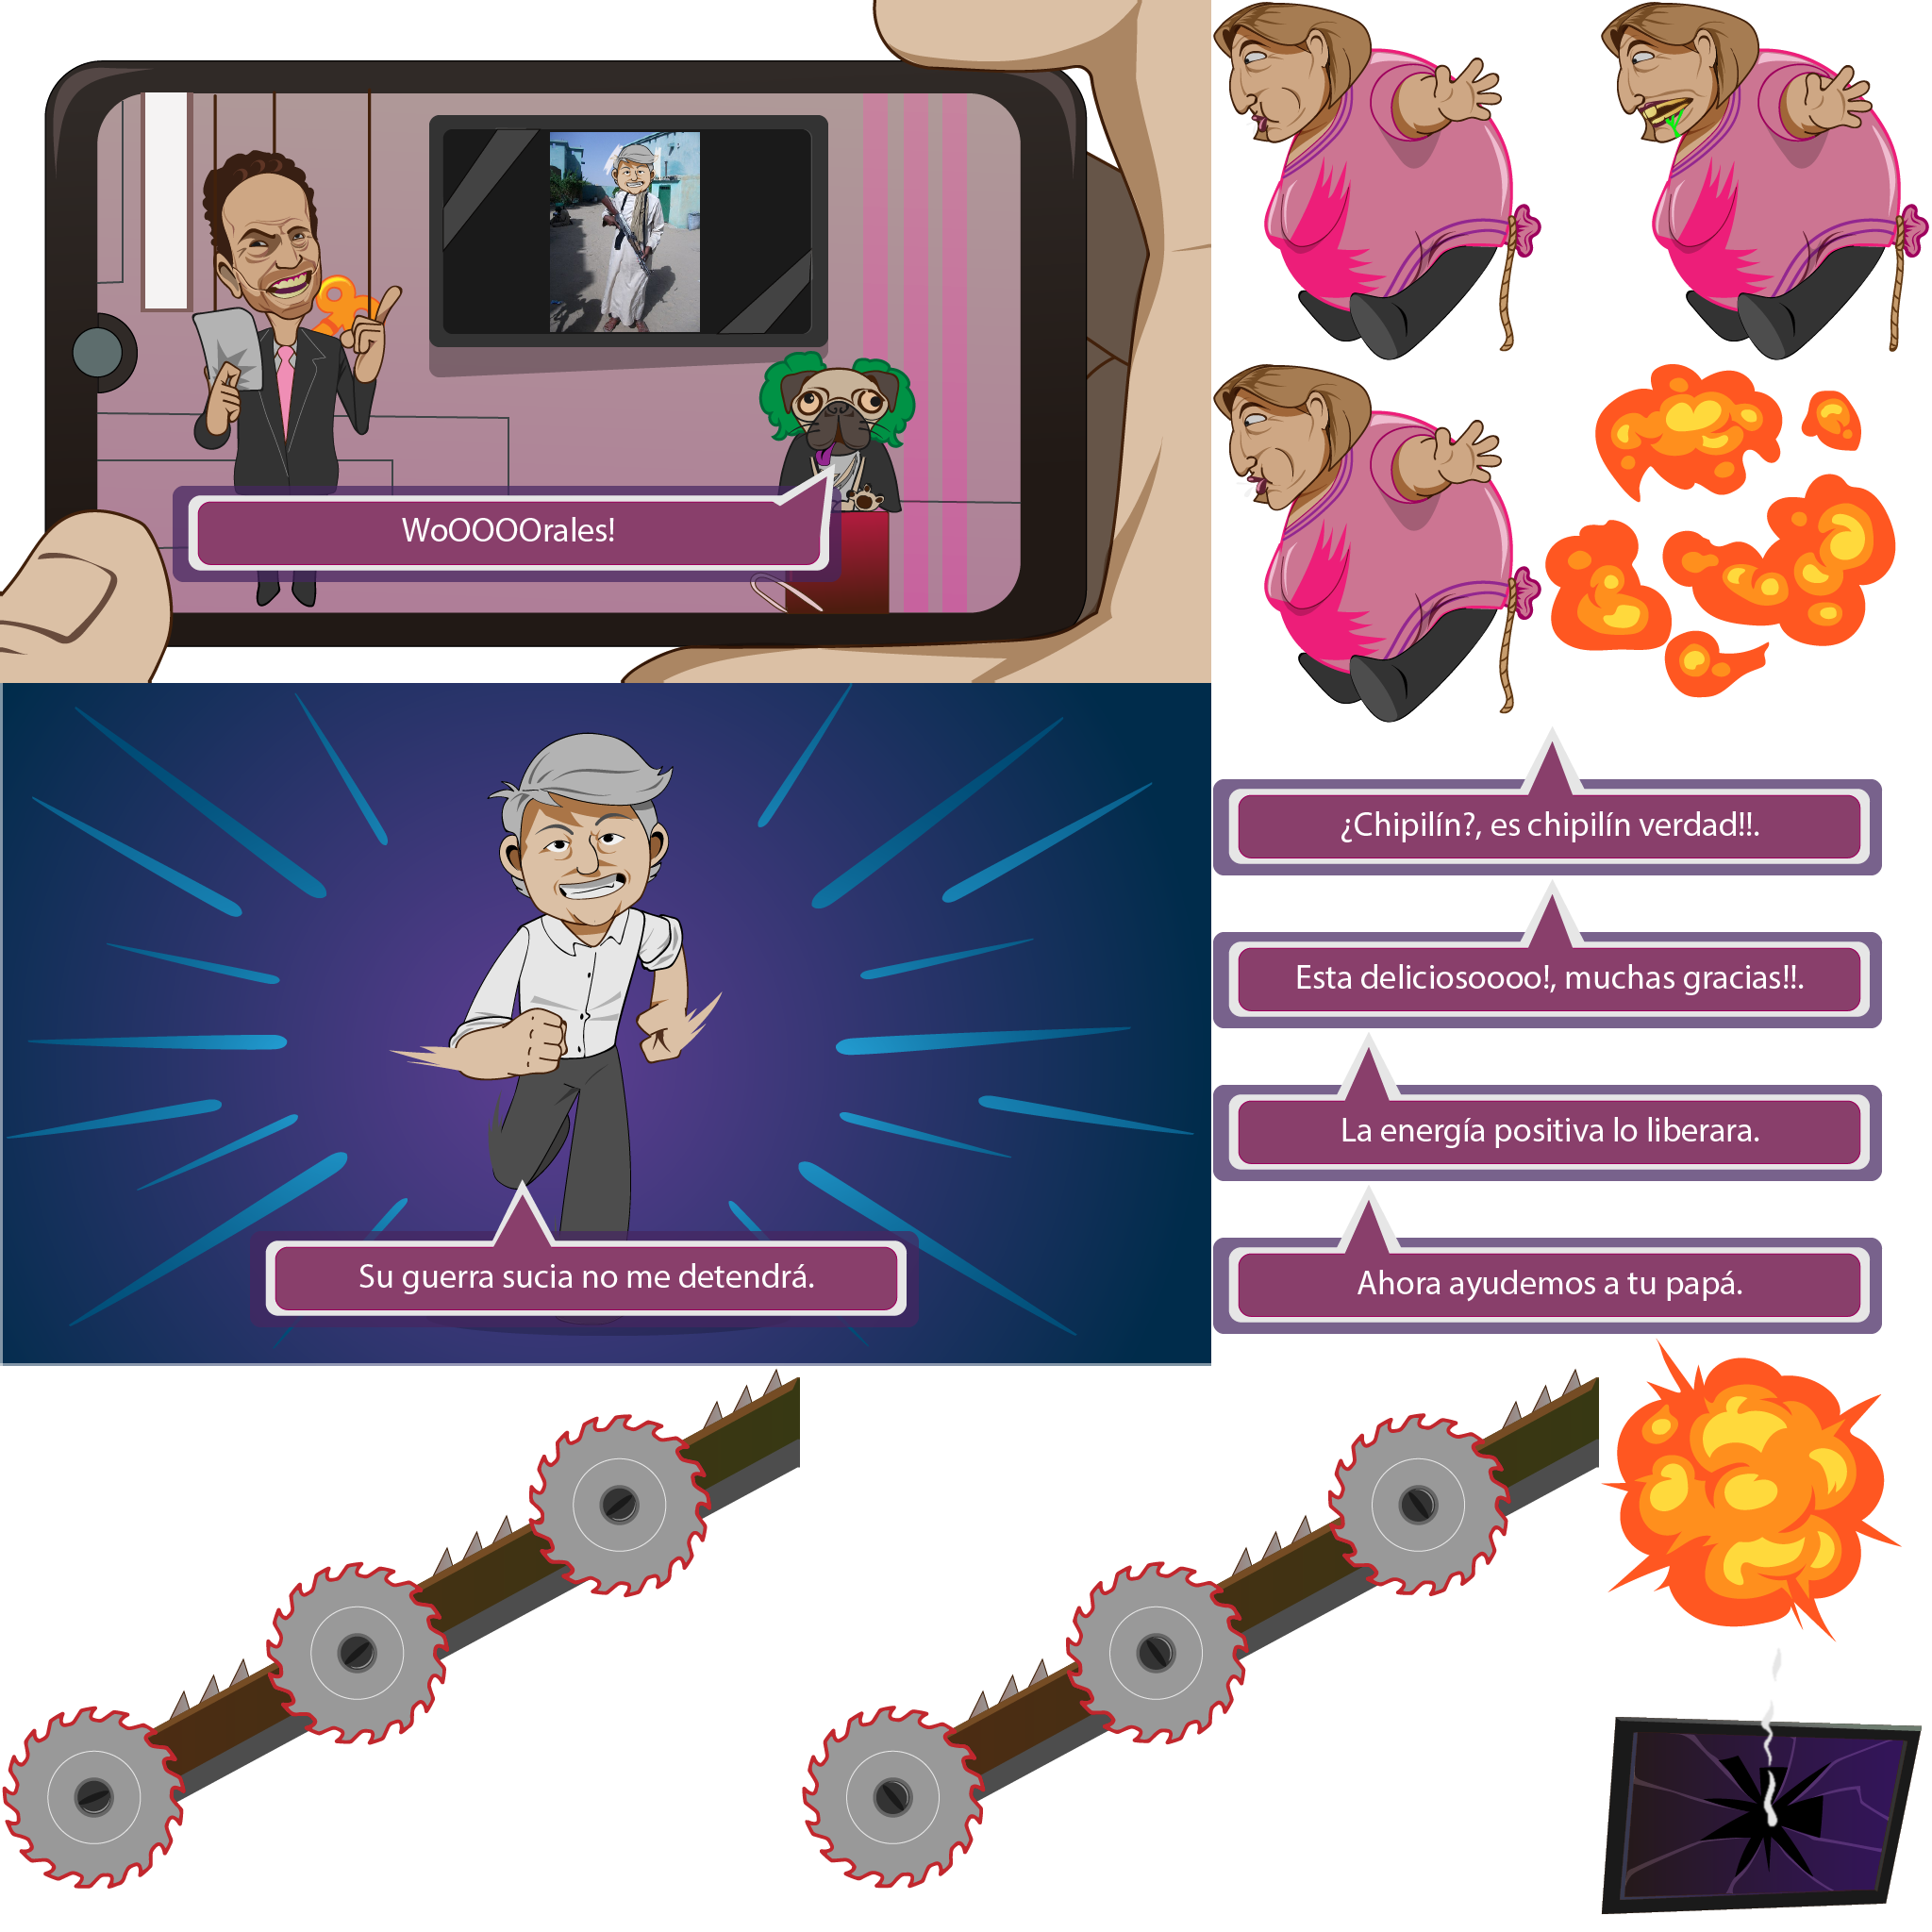 WoOOOOrales!
Su guerra sucia no me detendrá.
¿Chipilín?, es chipilín verdad!!.
Esta deliciosoooo!, muchas gracias!!.
La energía positiva lo liberara.
Ahora ayudemos a tu papá.